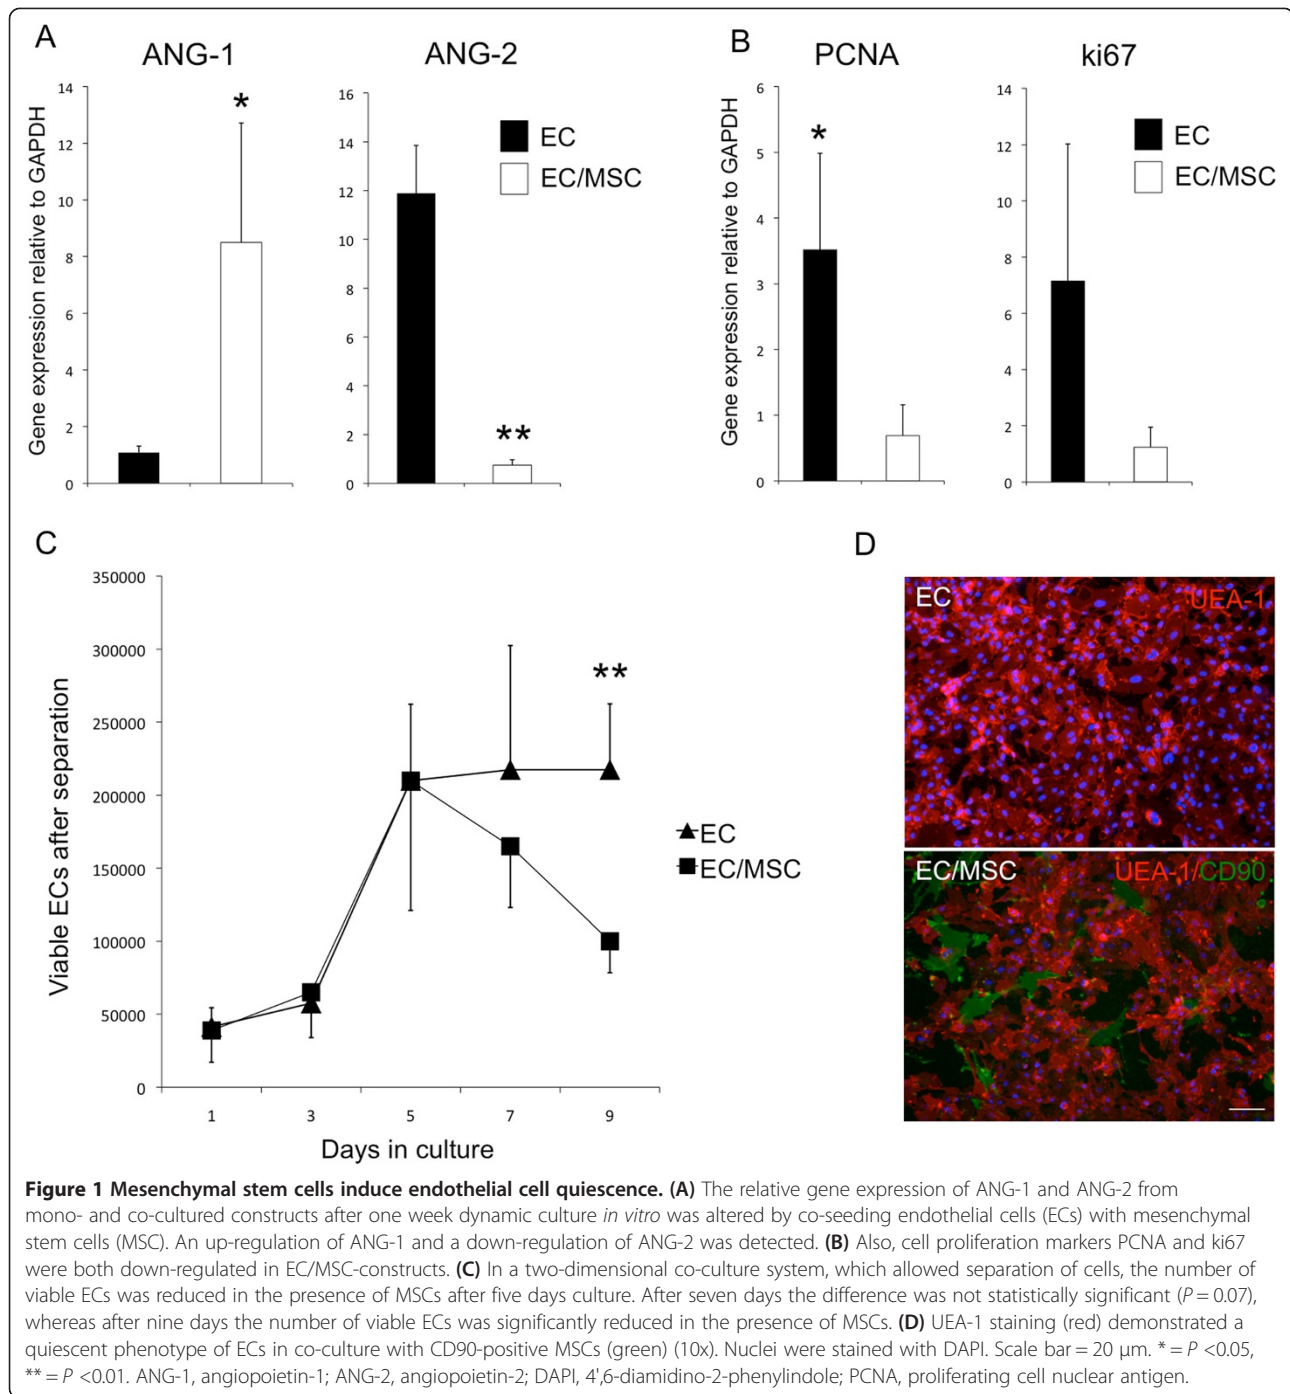 A
ANG-1
ANG-2
Gene expression relative to GAPDH
14
12
10
8
6
4
2
0
*
16
14
12
10
8
6
4
2
0
**
EC
EC/MSC
B
PCNA
ki67
Gene expression relative to GAPDH
6
5
4
3
2
1
0
*
14
12
10
8
6
4
2
0
EC
EC/MSC
C
Viable ECs after separation
350000
300000
250000
200000
150000
100000
50000
0
**
EC
EC/MSC
1 3 5 7 9
Days in culture
D
EC UEA-1
EC/MSC UEA-1/CD90
Figure 1 Mesenchymal stem cells induce endothelial cell quiescence. (A) The relative gene expression of ANG-1 and ANG-2 from
mono- and co-cultured constructs after one week dynamic culture in vitro was altered by co-seeding endothelial cells (ECs) with mesenchymal
stem cells (MSC). An up-regulation of ANG-1 and a down-regulation of ANG-2 was detected. (B) Also, cell proliferation markers PCNA and ki67
were both down-regulated in EC/MSC-constructs. (C) In a two-dimensional co-culture system, which allowed separation of cells, the number of
viable ECs was reduced in the presence of MSCs after five days culture. After seven days the difference was not statistically significant (P = 0.07),
whereas after nine days the number of viable ECs was significantly reduced in the presence of MSCs. (D) UEA-1 staining (red) demonstrated a
quiescent phenotype of ECs in co-culture with CD90-positive MSCs (green) (10x). Nuclei were stained with DAPI. Scale bar = 20 μm. * = P <0.05,
** = P <0.01. ANG-1, angiopoietin-1; ANG-2, angiopoietin-2; DAPI, 4',6-diamidino-2-phenylindole; PCNA, proliferating cell nuclear antigen.